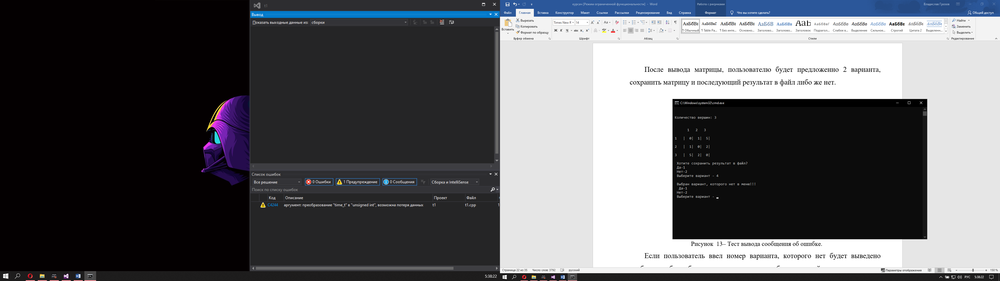 t1
Вывод
Показать выходные данные из: сборки
Список ошибок
Все решение 0 Ошибки 1 Предупреждение 0 Сообщения Сборка и IntelliSense
Поиск по списку ошибок
Код Описание Проект Файл
C4244 аргумент: преобразование "time_t" в "unsigned int", возможна потеря данных t1 t1.cpp 1
5:38:22
курсач [Режим ограниченной функциональности] - Word
Работа с рисунками
Владислав Грозов
Файл Главная Вставка Конструктор Макет Ссылки Рассылки Рецензирование Вид Справка Формат Что вы хотите сделать? Общий доступ
Вставить
Вырезать
Копировать
Формат по образцу
Буфер обмена
Times New R 14
Ж К Ч abc x₂ x²
Шрифт
Абзац
АаБбВв АаБбВвГ АаБбВв АаБбВв АаБбВ АаБбВв АаБ АаБбВвГ АаБбВв АаБбВв АаБбВв АаБбВв АаБбВв АаБбВв
¶ Обычный ¶ Table Pa... ¶ Без инте... Основно... Заголово... Заголово... Заголовок Подзагол... Слабое в... Выделение Сильное... Строгий Цитата 2 Выделенн...
Стили
Найти
Заменить
Выделить
Редактирование
После вывода матрицы, пользователю будет предложенно 2 варианта,
сохранить матрицу и последующий результат в файл либо же нет.
C:\Windows\system32\cmd.exe
Количество вершин: 3
1 2 3
1 | 0| 1| 5|
2 | 1| 0| 2|
3 | 5| 2| 0|
Хотите сохранить результат в файл?
Да-1
Нет-2
Выберите вариант - 4
Выбран вариант, которого нет в меню!!!
Да-1
Нет-2
Выберите вариант -
Рисунок 13– Тест вывода сообщения об ошибке.
Если пользователь ввел номер варианта, которого нет будет выведено
Страница 22 из 35 Число слов: 3792 русский Параметры отображения 150 %
РУС 5:38:22